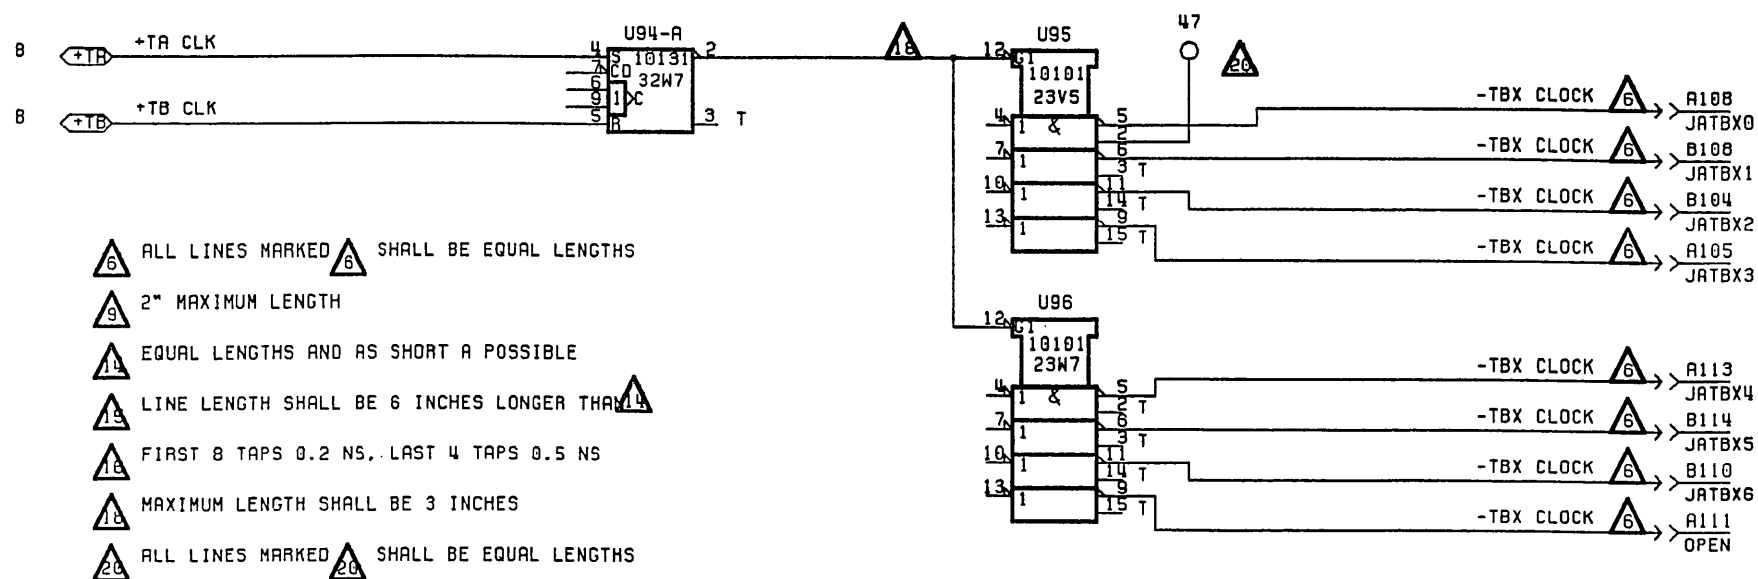 B +TA +TA CLK
B +TB +TB CLK
U94-A
4 S 10131 2
7 CD 32W7
6
9 1 C
5 R 3 T
18
U95
12 G1
10101
23V5
47
20
4 1 & 5
2
7 1 6
3 T
10 1 11
14 T
13 1 9
15 T
-TBX CLOCK 6 A108
JATBX0
-TBX CLOCK 6 B108
JATBX1
-TBX CLOCK 6 B104
JATBX2
-TBX CLOCK 6 A105
JATBX3
U96
12 G1
10101
23W7
4 1 & 5
2 T
7 1 6
3 T
10 1 11
14 T
13 1 9
15 T
-TBX CLOCK 6 A113
JATBX4
-TBX CLOCK 6 B114
JATBX5
-TBX CLOCK 6 B110
JATBX6
-TBX CLOCK 6 A111
OPEN
6 ALL LINES MARKED 6 SHALL BE EQUAL LENGTHS
9 2" MAXIMUM LENGTH
14 EQUAL LENGTHS AND AS SHORT A POSSIBLE
15 LINE LENGTH SHALL BE 6 INCHES LONGER THAN 14
16 FIRST 8 TAPS 0.2 NS, LAST 4 TAPS 0.5 NS
18 MAXIMUM LENGTH SHALL BE 3 INCHES
20 ALL LINES MARKED 20 SHALL BE EQUAL LENGTHS